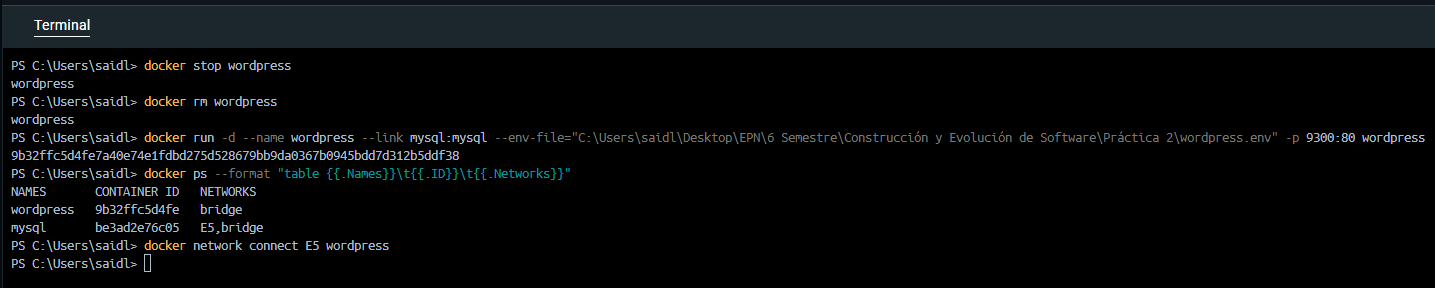 Terminal
PS C:\Users\saidl> docker stop wordpress
wordpress
PS C:\Users\saidl> docker rm wordpress
wordpress
PS C:\Users\saidl> docker run -d --name wordpress --link mysql:mysql --env-file="C:\Users\saidl\Desktop\EPN\6 Semestre\Construcción y Evolución de Software\Práctica 2\wordpress.env" -p 9300:80 wordpress
9b32ffc5d4fe7a40e74e1fdbd275d528679bb9da0367b0945bdd7d312b5ddf38
PS C:\Users\saidl> docker ps --format "table {{.Names}}\t{{.ID}}\t{{.Networks}}"
NAMES CONTAINER ID NETWORKS
wordpress 9b32ffc5d4fe bridge
mysql be3ad2e76c05 E5,bridge
PS C:\Users\saidl> docker network connect E5 wordpress
PS C:\Users\saidl>